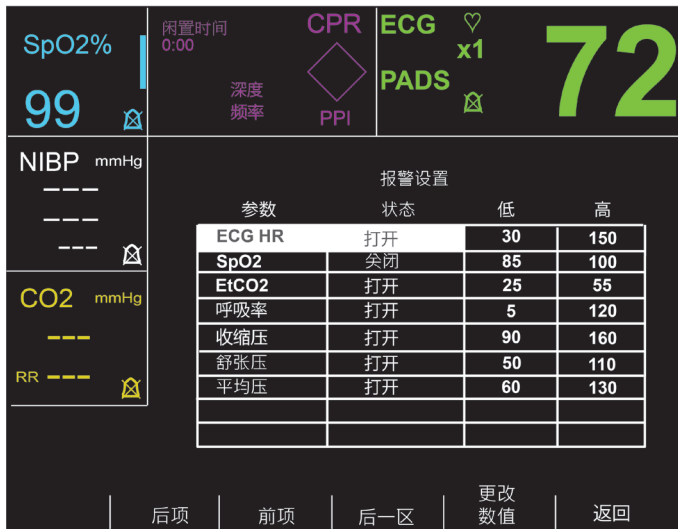 SpO2%
99
闲置时间
0:00
深度
频率
CPR
PPI
ECG
x1
PADS
72
NIBP mmHg
---
---
---
CO2 mmHg
---
RR ---
报警设置
参数 状态 低 高
ECG HR 打开 30 150
SpO2 关闭 85 100
EtCO2 打开 25 55
呼吸率 打开 5 120
收缩压 打开 90 160
舒张压 打开 50 110
平均压 打开 60 130
后项 前项 后一区 更改数值 返回